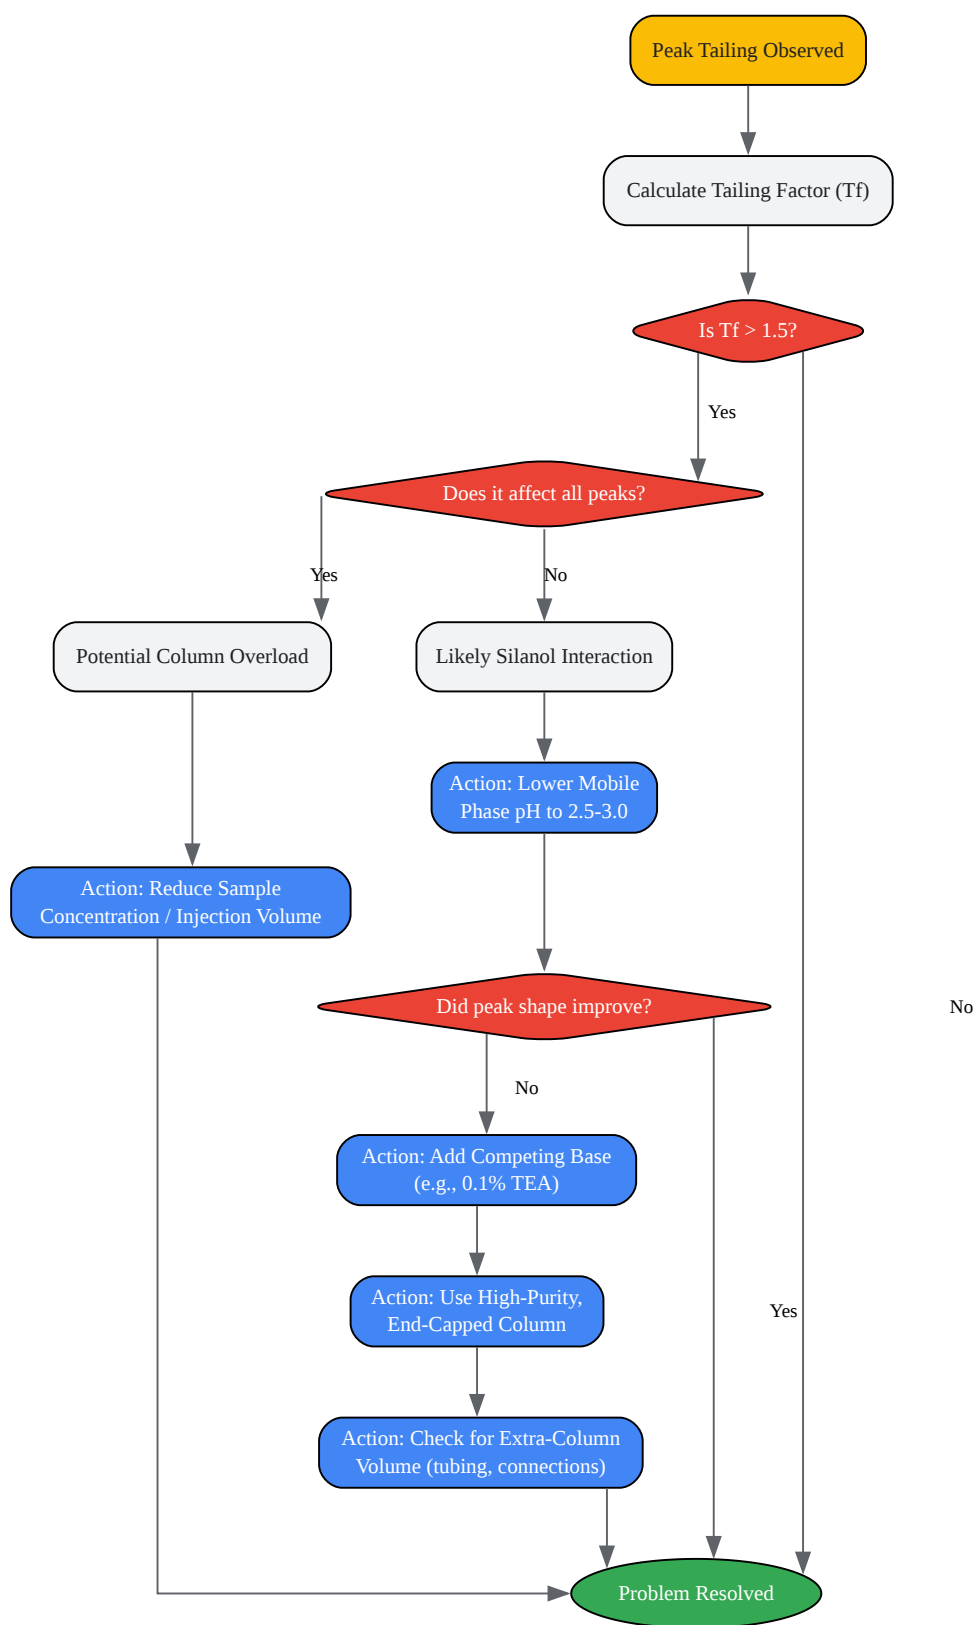 Peak Tailing Observed
Calculate Tailing Factor (Tf)
Is Tf > 1.5?
Yes
Does it affect all peaks?
Yes
No
Potential Column Overload
Likely Silanol Interaction
Action: Lower Mobile
Phase pH to 2.5-3.0
Action: Reduce Sample
Concentration / Injection Volume
Did peak shape improve?
No
No
Action: Add Competing Base
(e.g., 0.1% TEA)
Action: Use High-Purity,
End-Capped Column
Yes
Action: Check for Extra-Column
Volume (tubing, connections)
Problem Resolved